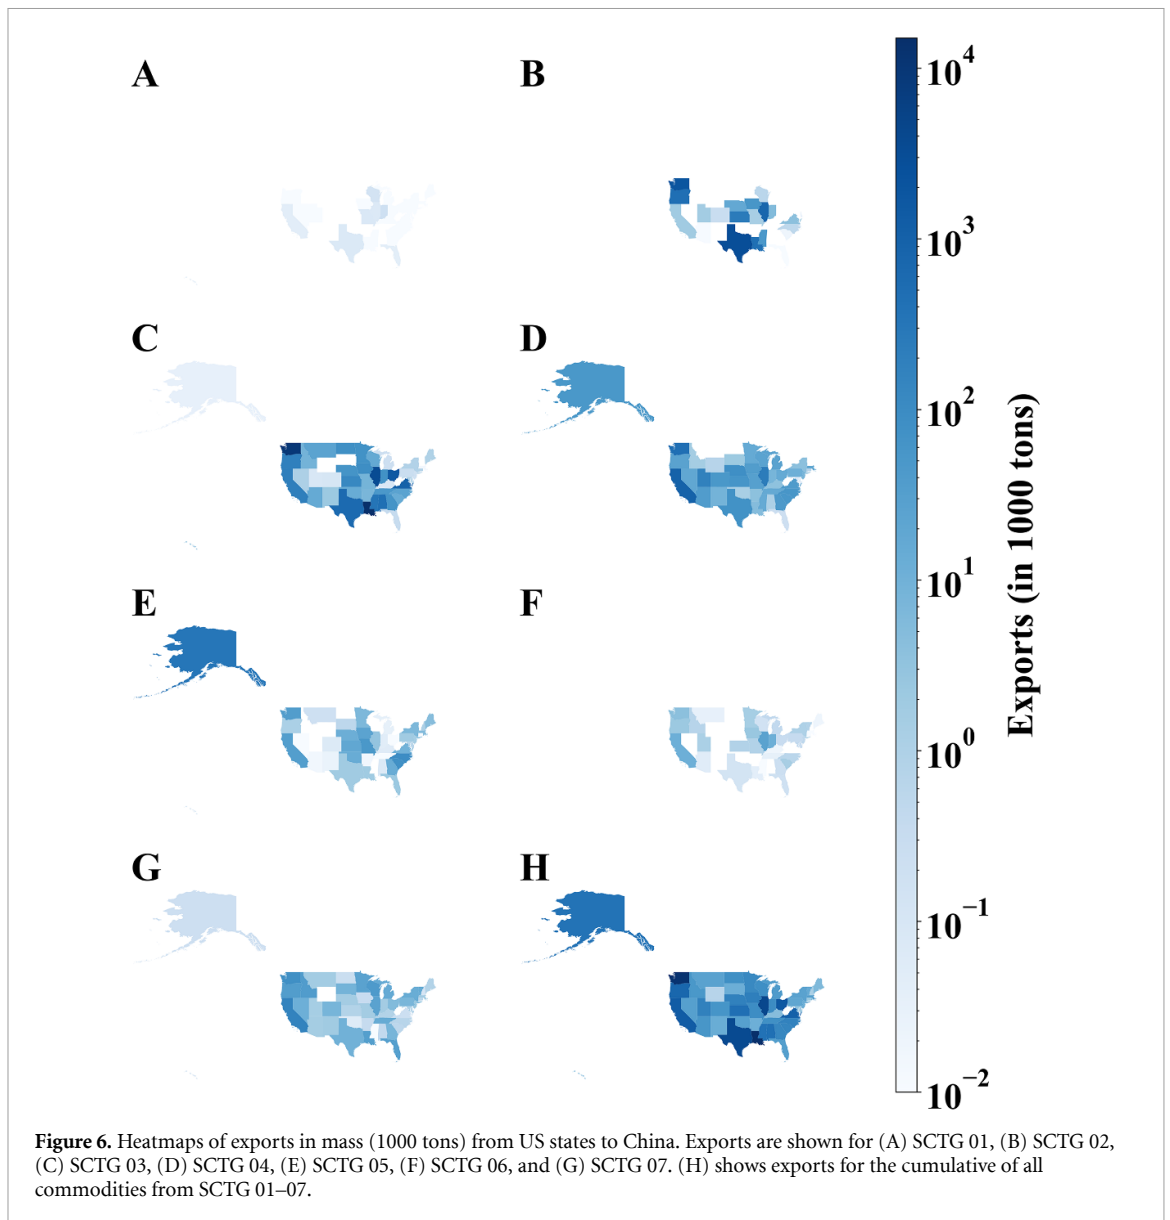 A
B
C
D
E
F
G
H
10^4
10^3
10^2
10^1
10^0
10^−1
10^−2
Exports (in 1000 tons)
Figure 6. Heatmaps of exports in mass (1000 tons) from US states to China. Exports are shown for (A) SCTG 01, (B) SCTG 02,
(C) SCTG 03, (D) SCTG 04, (E) SCTG 05, (F) SCTG 06, and (G) SCTG 07. (H) shows exports for the cumulative of all
commodities from SCTG 01–07.